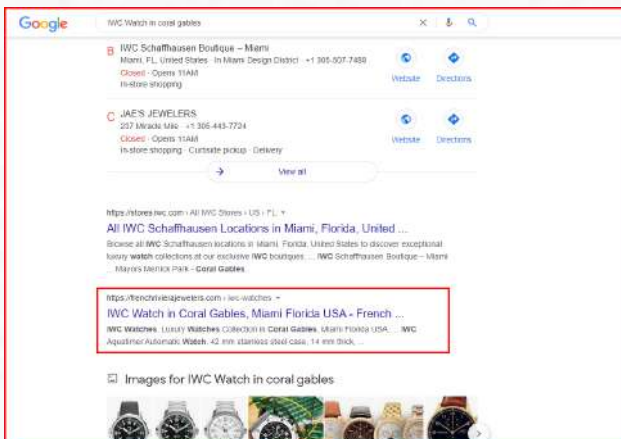 Google
IWC Watch in coral gables
B IWC Schaffhausen Boutique – Miami
Miami, FL, United States · In Miami Design District · +1 305-507-7489
Closed · Opens 11AM
In-store shopping
Website
Directions
C JAE'S JEWELERS
237 Miracle Mile · +1 305-443-7724
Closed · Opens 11AM
In-store shopping · Curbside pickup · Delivery
Website
Directions
View all
https://stores.iwc.com › All IWC Stores › US › FL
All IWC Schaffhausen Locations in Miami, Florida, United ...
Browse all IWC Schaffhausen locations in Miami, Florida, United States to discover exceptional
luxury watch collections at our exclusive IWC boutiques. ... IWC Schaffhausen Boutique – Miami
... Mayors Merrick Park - Coral Gables.
https://frenchrivierajewelers.com › iwc-watches
IWC Watch in Coral Gables, Miami Florida USA - French ...
IWC Watches. Luxury Watches Collection in Coral Gables, Miami Florida USA. ... IWC
Aquatimer Automatic Watch, 42 mm stainless steel case, 14 mm thick, ...
Images for IWC Watch in coral gables